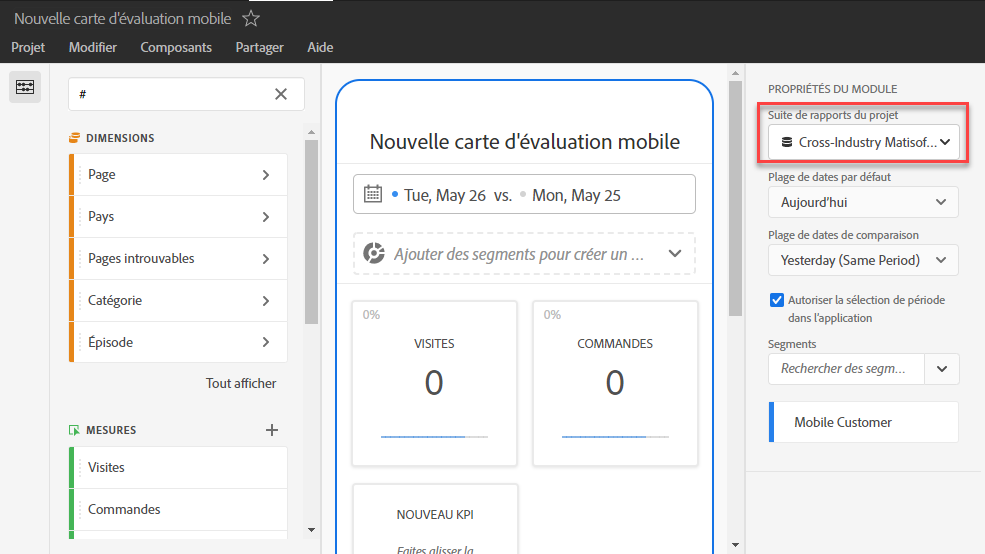 Nouvelle carte d'évaluation mobile
Projet Modifier Composants Partager Aide
#
DIMENSIONS
Page
Pays
Pages introuvables
Catégorie
Épisode
Tout afficher
MESURES
Visites
Commandes
Nouvelle carte d'évaluation mobile
Tue, May 26 vs. Mon, May 25
Ajouter des segments pour créer un ...
0%
VISITES
0
0%
COMMANDES
0
NOUVEAU KPI
Faites glisser la
PROPRIÉTÉS DU MODULE
Suite de rapports du projet
Cross-Industry Matisof...
Plage de dates par défaut
Aujourd'hui
Plage de dates de comparaison
Yesterday (Same Period)
Autoriser la sélection de période
dans l'application
Segments
Rechercher des segm...
Mobile Customer